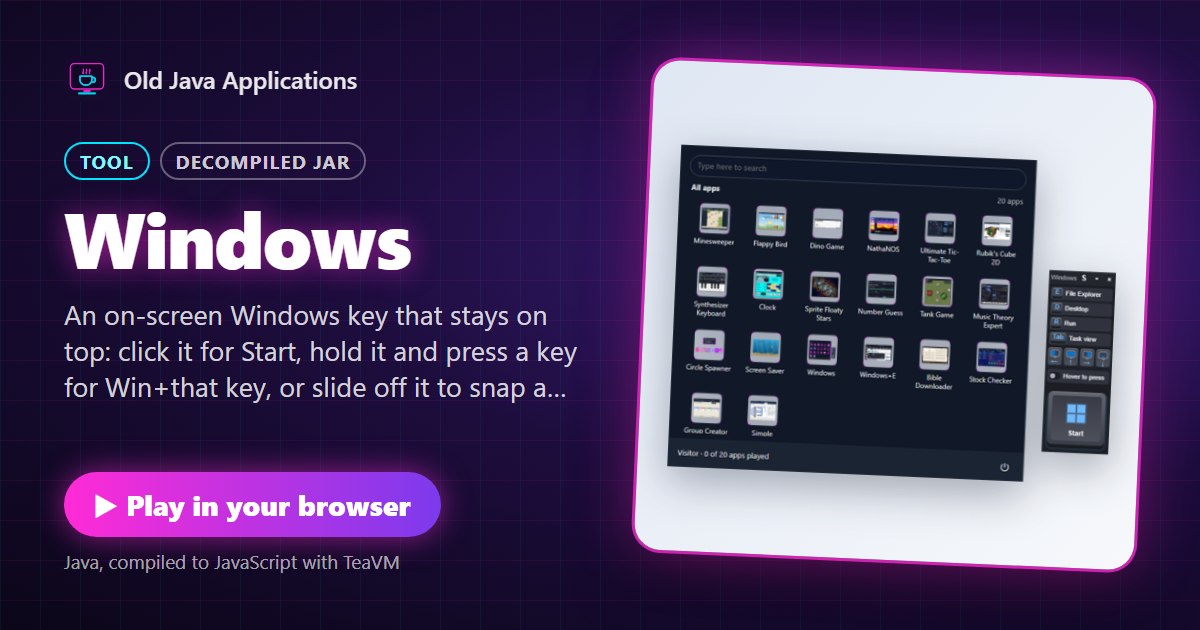 Old Java Applications
TOOL
DECOMPILED JAR
Windows
An on-screen Windows key that stays on
top: click it for Start, hold it and press a key
for Win+that key, or slide off it to snap a...
Play in your browser
Java, compiled to JavaScript with TeaVM
Type here to search
All apps
20 apps
Minesweeper
Flappy Bird
Dino Game
NathaNOS
Ultimate Tic-
Tac-Toe
Rubik's Cube
2D
Synthesizer
Keyboard
Clock
Sprite Floaty
Stars
Number Guess
Tank Game
Music Theory
Expert
Circle Spawner
Screen Saver
Windows
Windows+E
Bible
Downloader
Stock Checker
Group Creator
Simple
Visitor - 0 of 20 apps played
Windows S
E File Explorer
D Desktop
R Run
Tab Task view
Hover to press
Start